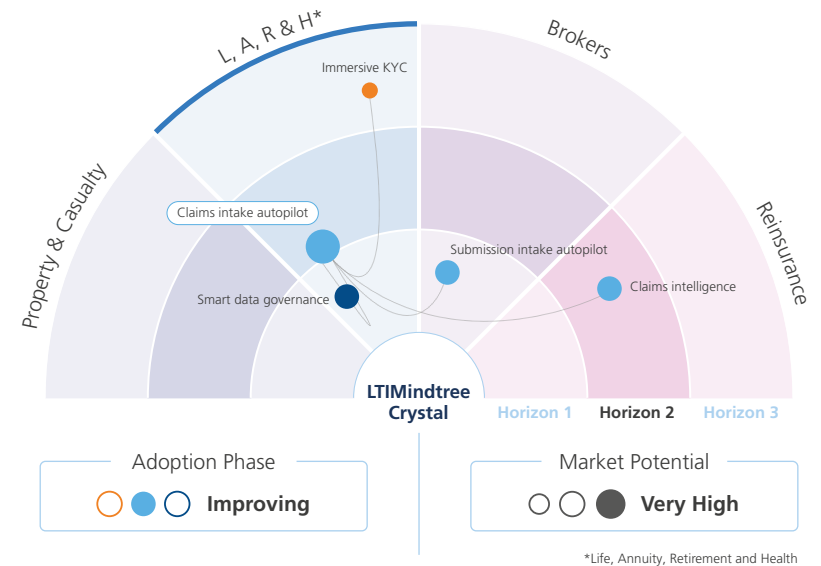 L, A, R & H*
Brokers
Property & Casualty
Reinsurance
Immersive KYC
Claims intake autopilot
Submission intake autopilot
Smart data governance
Claims intelligence
LTIMindtree
Crystal
Horizon 1
Horizon 2
Horizon 3
Adoption Phase
Improving
Market Potential
Very High
*Life, Annuity, Retirement and Health